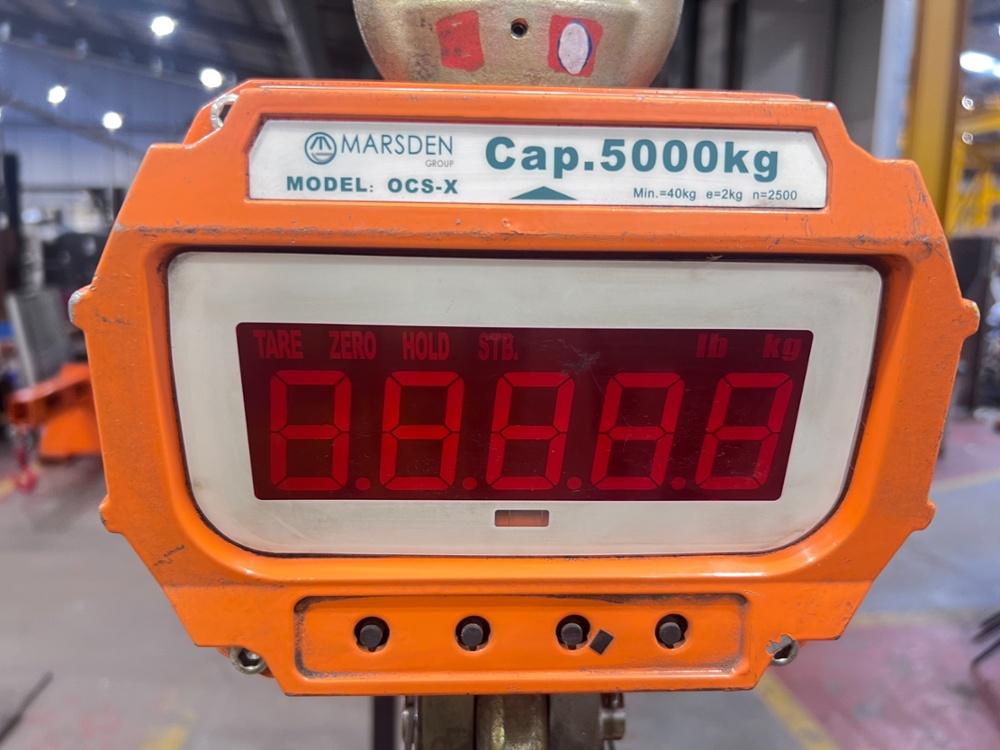 MARSDEN
GROUP
Cap.5000kg
MODEL: OCS-X
Min.=40kg e=2kg n=2500
TARE ZERO HOLD STB. lb kg
8.8.8.8.8